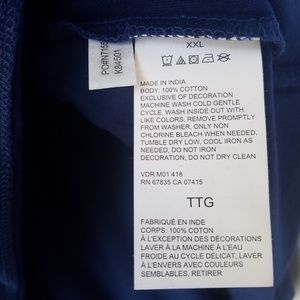 XXL
MADE IN INDIA
BODY: 100% COTTON
EXCLUSIVE OF DECORATION
MACHINE WASH COLD GENTLE
CYCLE, WASH INSIDE OUT WITH
LIKE COLORS, REMOVE PROMPTLY
FROM WASHER, ONLY NON
CHLORINE BLEACH WHEN NEEDED,
TUMBLE DRY LOW, COOL IRON AS
NEEDED, DO NOT IRON
DECORATION, DO NOT DRY CLEAN
VDR M01 418
RN 67835 CA 07415
TTG
FABRIQUÉ EN INDE
CORPS: 100% COTON
À L'EXCEPTION DES DÉCORATIONS
LAVER À LA MACHINE À L'EAU
FROIDE AU CYCLE DÉLICAT, LAVER
À L'ENVERS AVEC COULEURS
SEMBLABLES, RETIRER
K84501